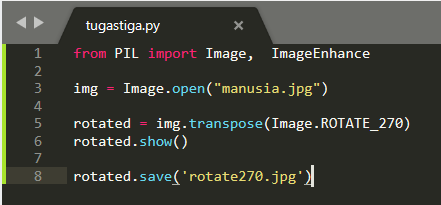 tugastiga.py
1 from PIL import Image,  ImageEnhance
2
3 img = Image.open("manusia.jpg")
4
5 rotated = img.transpose(Image.ROTATE_270)
6 rotated.show()
7
8 rotated.save('rotate270.jpg')